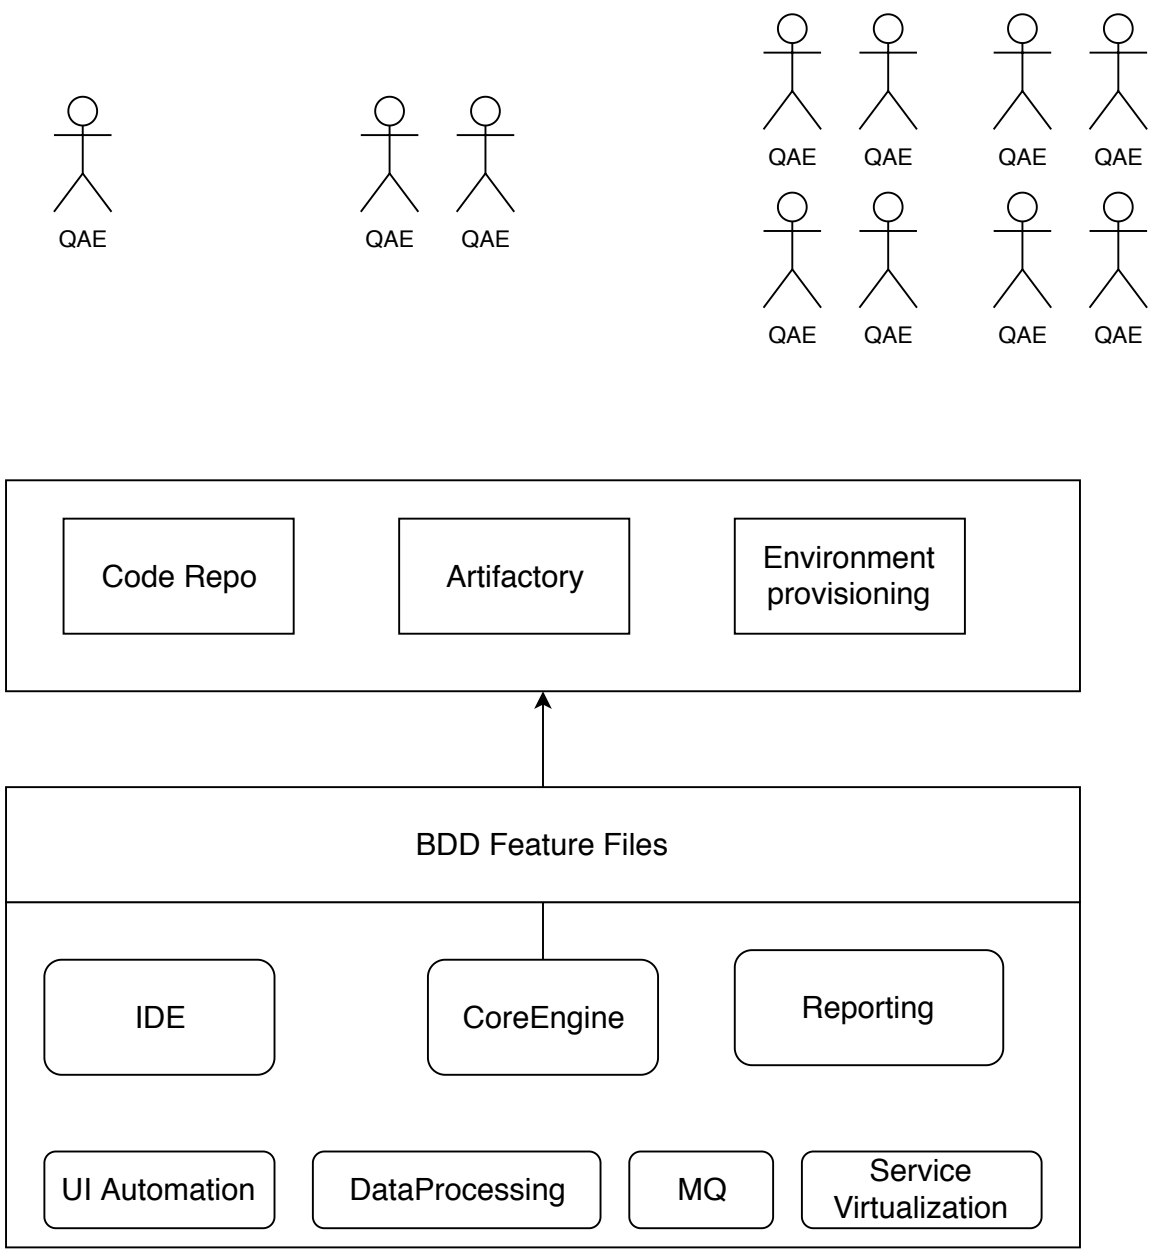 QAE QAE QAE QAE
QAE QAE QAE
QAE QAE QAE QAE
Code Repo
Artifactory
Environment
provisioning
BDD Feature Files
IDE
CoreEngine
Reporting
UI Automation
DataProcessing
MQ
Service
Virtualization